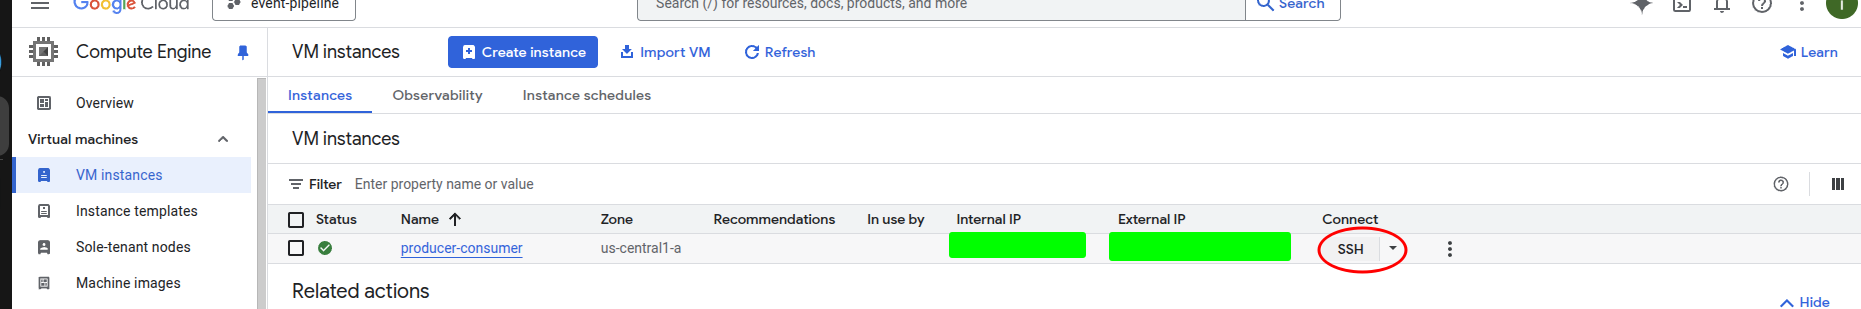 Google Cloud
event-pipeline
Search (/) for resources, docs, products, and more
Search
Compute Engine
VM instances
Create instance
Import VM
Refresh
Learn
Overview
Virtual machines
VM instances
Instance templates
Sole-tenant nodes
Machine images
Instances
Observability
Instance schedules
VM instances
Filter
Enter property name or value
Status
Name
Zone
Recommendations
In use by
Internal IP
External IP
Connect
producer-consumer
us-central1-a
SSH
Related actions
Hide